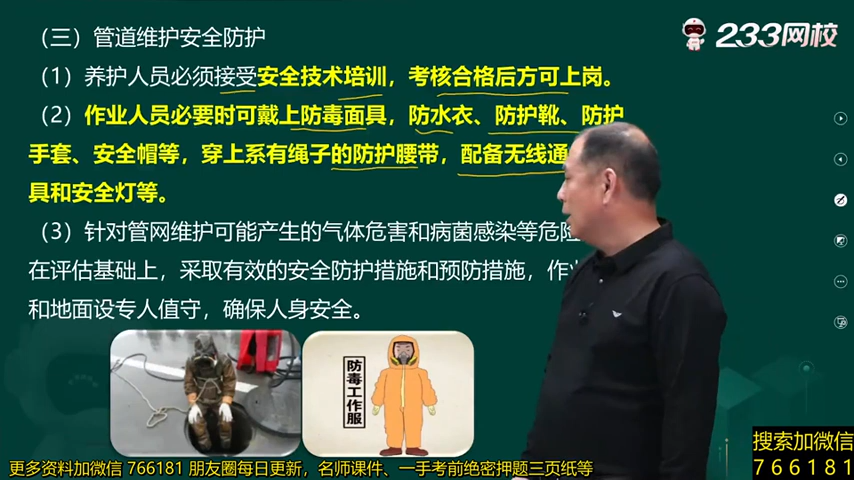 （三）管道维护安全防护
233网校
（1）养护人员必须接受安全技术培训，考核合格后方可上岗。
（2）作业人员必要时可戴上防毒面具，防水衣、防护靴、防护
手套、安全帽等，穿上系有绳子的防护腰带，配备无线通
具和安全灯等。
（3）针对管网维护可能产生的气体危害和病菌感染等危险
在评估基础上，采取有效的安全防护措施和预防措施，作业
和地面设专人值守，确保人身安全。
防毒工作服
搜索加微信
766181
更多资料加微信 766181 朋友圈每日更新，名师课件、一手考前绝密押题三页纸等